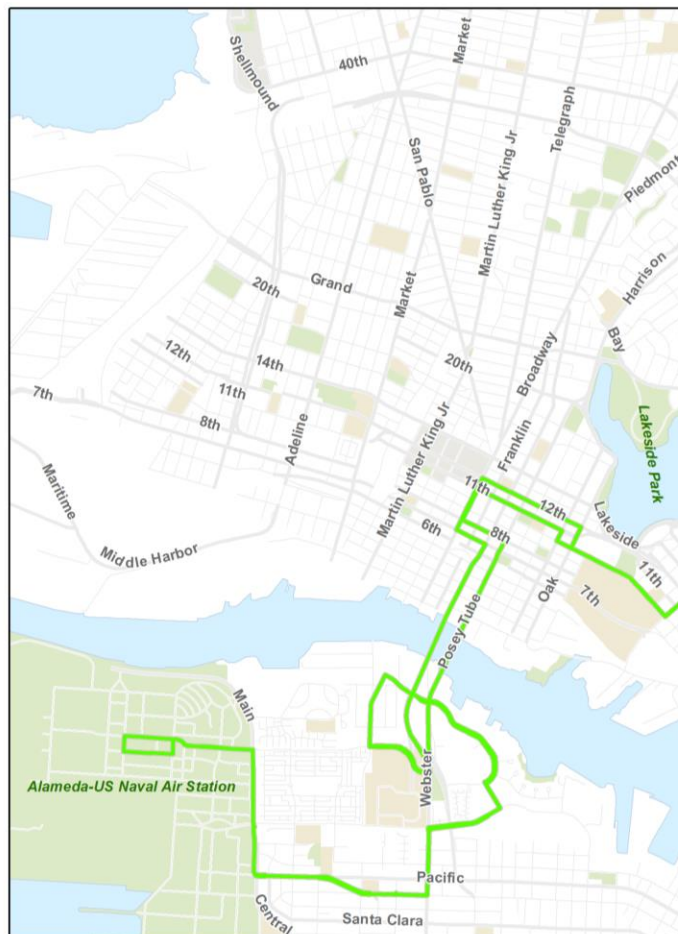 Shellmound
40th
Market
Telegraph
Martin Luther King Jr
San Pablo
Piedmont
Harrison
Grand
20th
Market
Bay
12th
14th
20th
Broadway
7th
11th
8th
Adeline
Franklin
Lakeside Park
Martin Luther King Jr
11th
12th
Lakeside
Maritime
6th
8th
Middle Harbor
11th
Oak
7th
Posey Tube
Main
Alameda-US Naval Air Station
Webster
Pacific
Central
Santa Clara